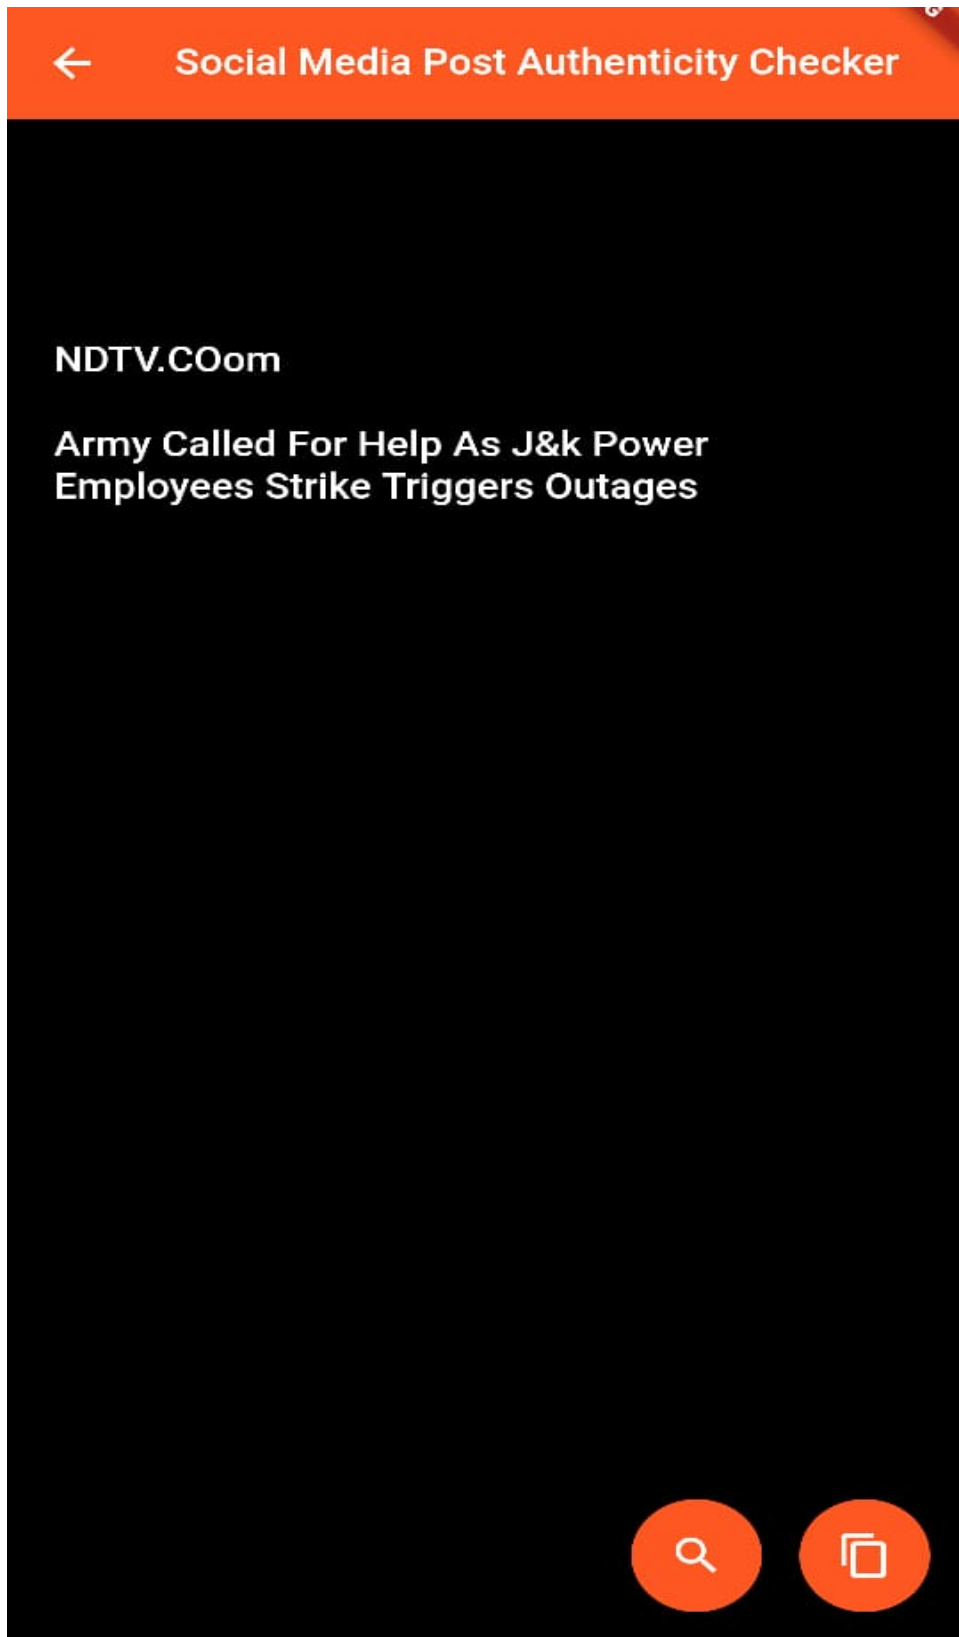 Social Media Post Authenticity Checker
NDTV.COom
Army Called For Help As J&k Power
Employees Strike Triggers Outages